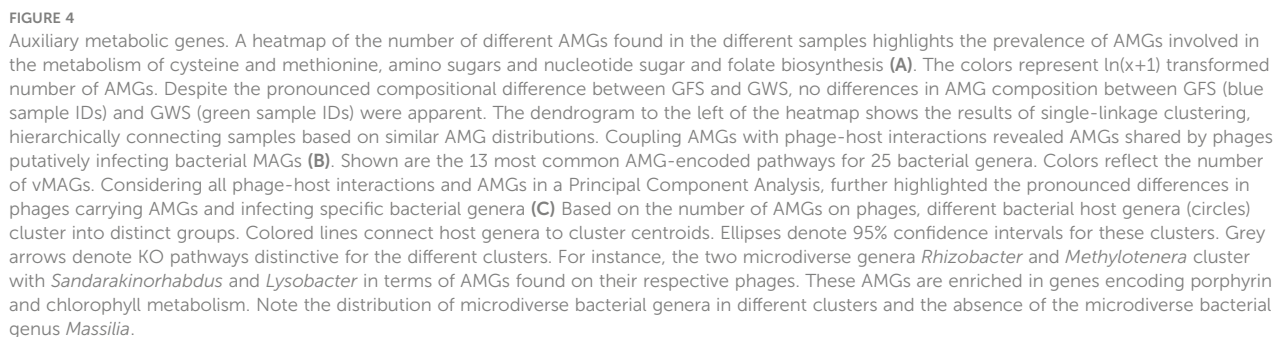 FIGURE 4
Auxiliary metabolic genes. A heatmap of the number of different AMGs found in the different samples highlights the prevalence of AMGs involved in
the metabolism of cysteine and methionine, amino sugars and nucleotide sugar and folate biosynthesis (A). The colors represent ln(x+1) transformed
number of AMGs. Despite the pronounced compositional difference between GFS and GWS, no differences in AMG composition between GFS (blue
sample IDs) and GWS (green sample IDs) were apparent. The dendrogram to the left of the heatmap shows the results of single-linkage clustering,
hierarchically connecting samples based on similar AMG distributions. Coupling AMGs with phage-host interactions revealed AMGs shared by phages
putatively infecting bacterial MAGs (B). Shown are the 13 most common AMG-encoded pathways for 25 bacterial genera. Colors reflect the number
of vMAGs. Considering all phage-host interactions and AMGs in a Principal Component Analysis, further highlighted the pronounced differences in
phages carrying AMGs and infecting specific bacterial genera (C) Based on the number of AMGs on phages, different bacterial host genera (circles)
cluster into distinct groups. Colored lines connect host genera to cluster centroids. Ellipses denote 95% confidence intervals for these clusters. Grey
arrows denote KO pathways distinctive for the different clusters. For instance, the two microdiverse genera Rhizobacter and Methylotenera cluster
with Sandarakinorhabdus and Lysobacter in terms of AMGs found on their respective phages. These AMGs are enriched in genes encoding porphyrin
and chlorophyll metabolism. Note the distribution of microdiverse bacterial genera in different clusters and the absence of the microdiverse bacterial
genus Massilia.